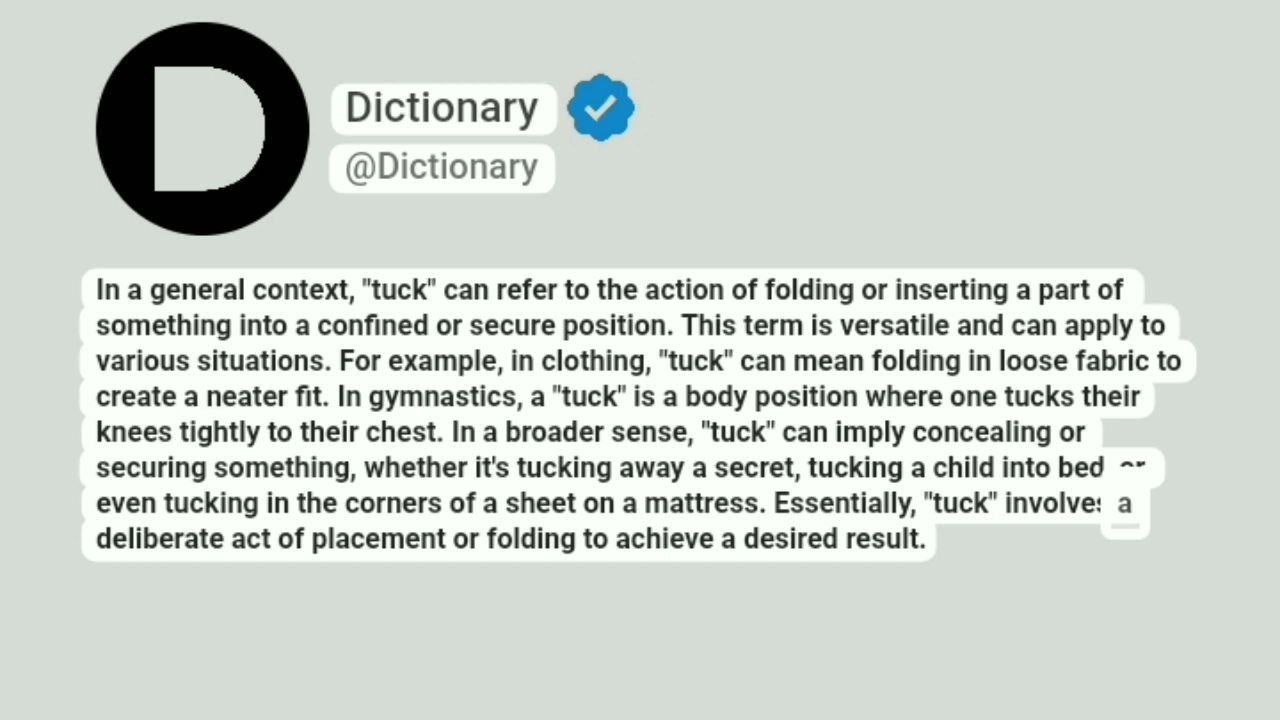 D
Dictionary
@Dictionary
In a general context, "tuck" can refer to the action of folding or inserting a part of
something into a confined or secure position. This term is versatile and can apply to
various situations. For example, in clothing, "tuck" can mean folding in loose fabric to
create a neater fit. In gymnastics, a "tuck" is a body position where one tucks their
knees tightly to their chest. In a broader sense, "tuck" can imply concealing or
securing something, whether it's tucking away a secret, tucking a child into bed or
even tucking in the corners of a sheet on a mattress. Essentially, "tuck" involves a
deliberate act of placement or folding to achieve a desired result.